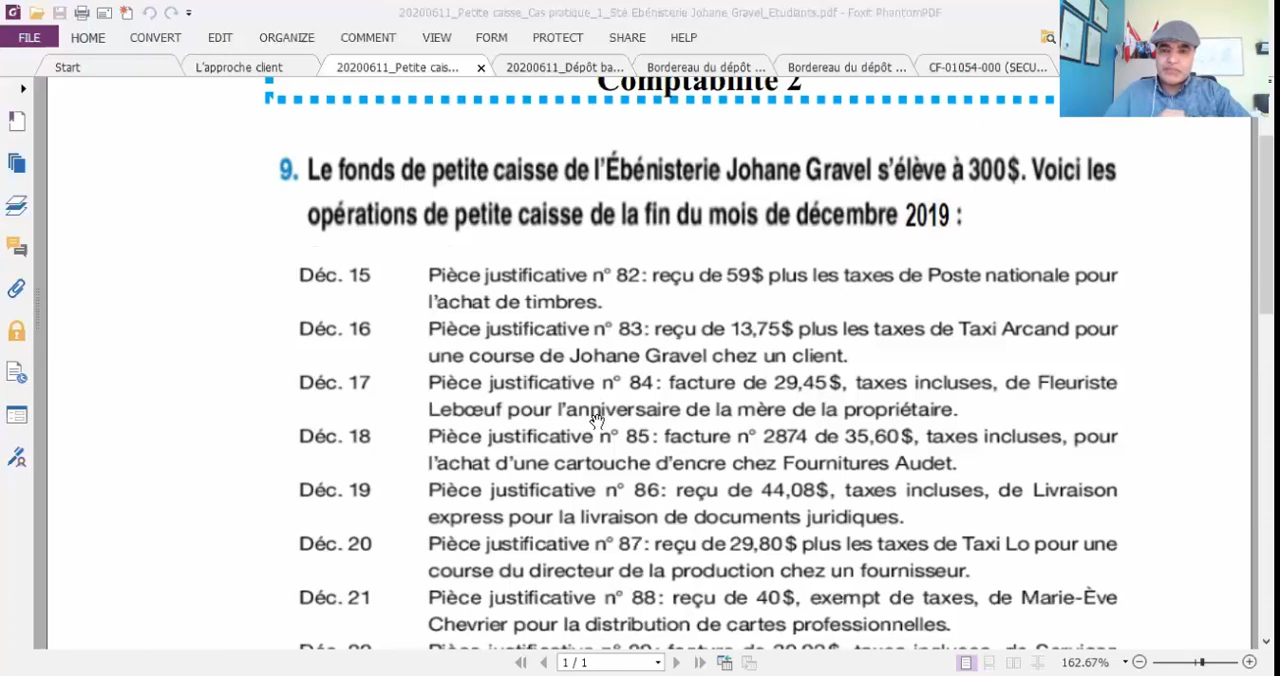 20200611_Petite caisse_Cas pratique_1_Sté Ebénisterie Johane Gravel_Etudiants.pdf - Foxit PhantomPDF
FILE HOME CONVERT EDIT ORGANIZE COMMENT VIEW FORM PROTECT SHARE HELP
Start L'approche client 20200611_Petite cais... × 20200611_Dépôt ba... Bordereau du dépôt ... Bordereau du dépôt ... CF-01054-000 (SECU...
Comptabilité 2
9. Le fonds de petite caisse de l'Ébénisterie Johane Gravel s'élève à 300$. Voici les
opérations de petite caisse de la fin du mois de décembre 2019 :
Déc. 15 Pièce justificative n° 82: reçu de 59$ plus les taxes de Poste nationale pour
l'achat de timbres.
Déc. 16 Pièce justificative n° 83: reçu de 13,75$ plus les taxes de Taxi Arcand pour
une course de Johane Gravel chez un client.
Déc. 17 Pièce justificative n° 84: facture de 29,45$, taxes incluses, de Fleuriste
Lebœuf pour l'anniversaire de la mère de la propriétaire.
Déc. 18 Pièce justificative n° 85: facture n° 2874 de 35,60$, taxes incluses, pour
l'achat d'une cartouche d'encre chez Fournitures Audet.
Déc. 19 Pièce justificative n° 86: reçu de 44,08$, taxes incluses, de Livraison
express pour la livraison de documents juridiques.
Déc. 20 Pièce justificative n° 87: reçu de 29,80$ plus les taxes de Taxi Lo pour une
course du directeur de la production chez un fournisseur.
Déc. 21 Pièce justificative n° 88: reçu de 40$, exempt de taxes, de Marie-Ève
Chevrier pour la distribution de cartes professionnelles.
1 / 1 162.67%